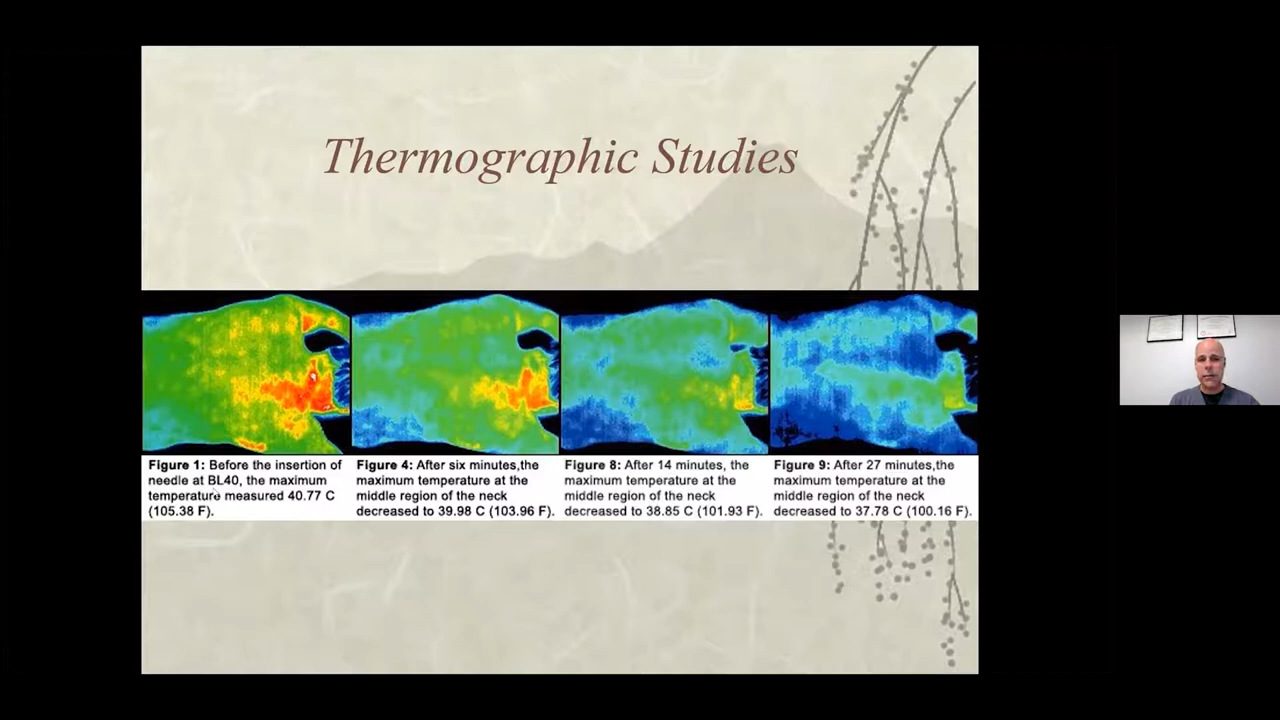 Thermographic Studies
Figure 1: Before the insertion of
needle at BL40, the maximum
temperature measured 40.77 C
(105.38 F).
Figure 4: After six minutes,the
maximum temperature at the
middle region of the neck
decreased to 39.98 C (103.96 F).
Figure 8: After 14 minutes, the
maximum temperature at the
middle region of the neck
decreased to 38.85 C (101.93 F).
Figure 9: After 27 minutes,the
maximum temperature at the
middle region of the neck
decreased to 37.78 C (100.16 F).